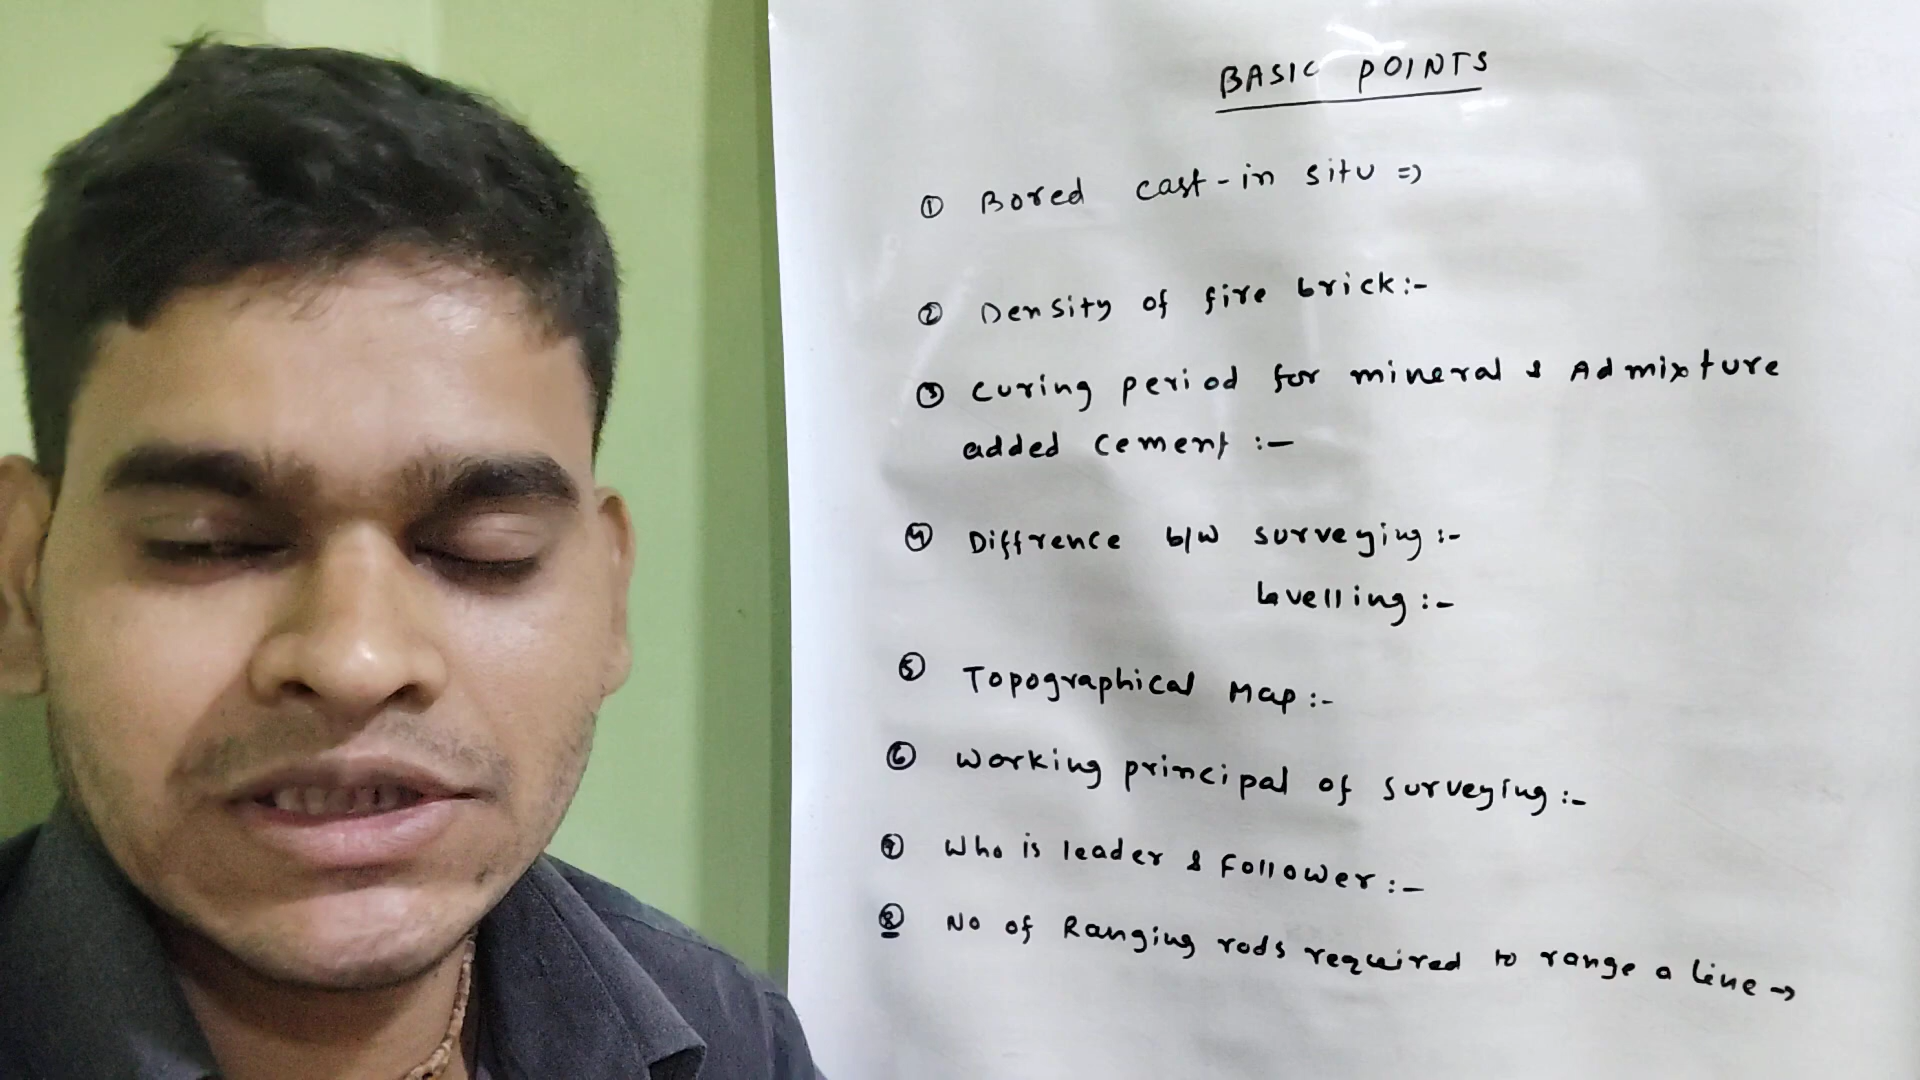 BASIC POINTS
① Bored cast-in situ =>
② Density of fire brick:-
③ Curing period for mineral & Admixture
added Cement :-
④ Diffrence b/w surveying :-
Levelling :-
⑤ Topographical Map :-
⑥ Working principal of surveying :-
⑦ Who is leader & Follower :-
⑧ No of Ranging rods required to range a line →